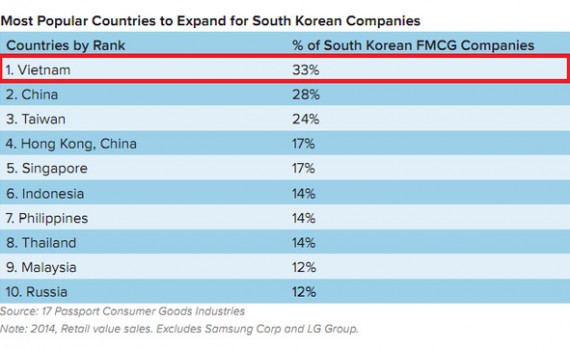 Most Popular Countries to Expand for South Korean Companies
Countries by Rank % of South Korean FMCG Companies
1. Vietnam 33%
2. China 28%
3. Taiwan 24%
4. Hong Kong, China 17%
5. Singapore 17%
6. Indonesia 14%
7. Philippines 14%
8. Thailand 14%
9. Malaysia 12%
10. Russia 12%
Source: 17 Passport Consumer Goods Industries
Note: 2014, Retail value sales. Excludes Samsung Corp and LG Group.